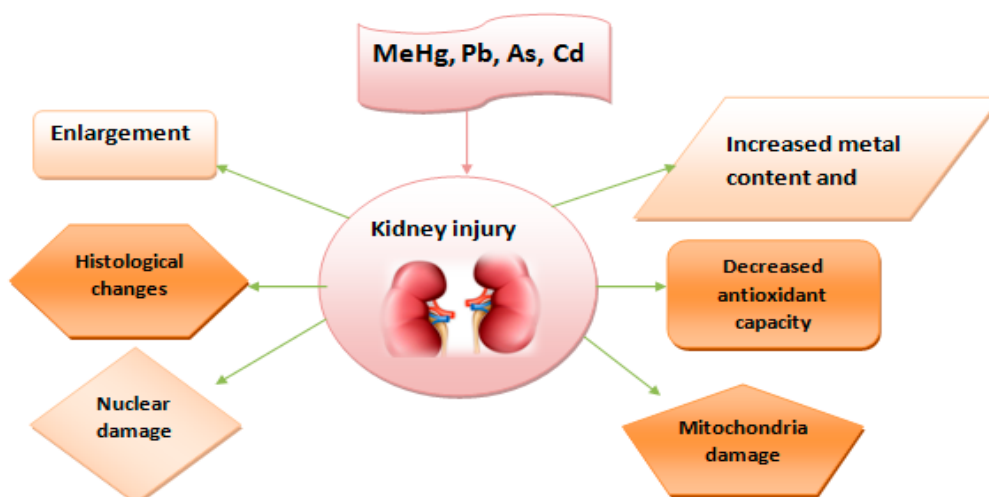 MeHg, Pb, As, Cd
Enlargement
Increased metal
content and
Kidney injury
Histological
changes
Decreased
antioxidant
capacity
Nuclear
damage
Mitochondria
damage